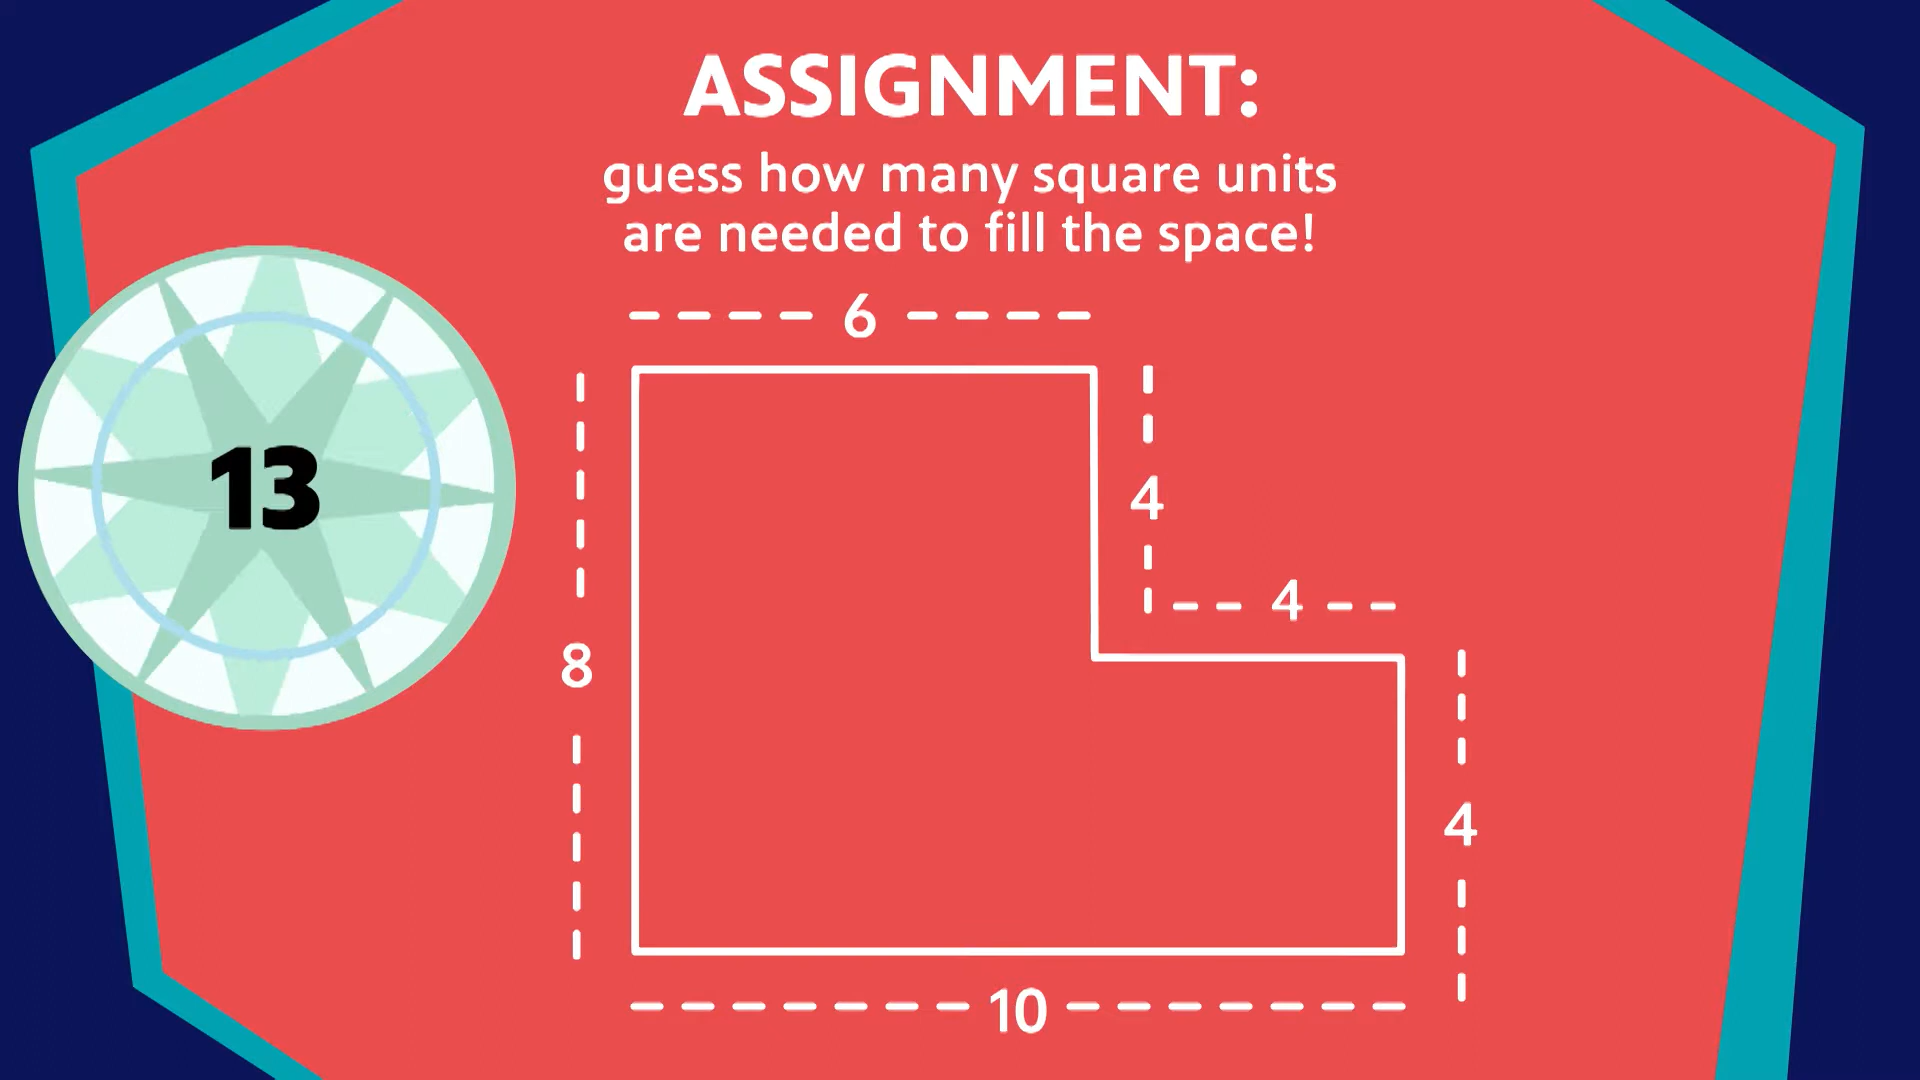 ASSIGNMENT:
guess how many square units
are needed to fill the space!
6
13
4
4
8
4
10